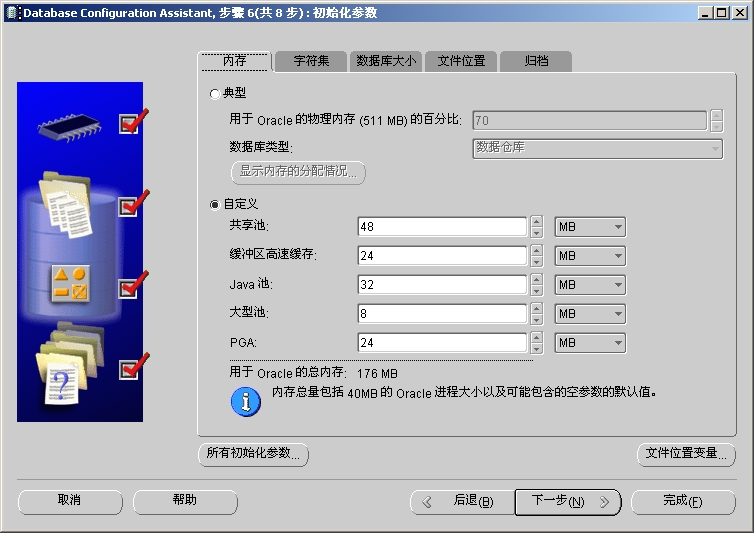 Database Configuration Assistant, 步骤 6(共 8 步) : 初始化参数
内存 字符集 数据库大小 文件位置 归档
典型
用于 Oracle 的物理内存 (511 MB) 的百分比: 70
数据库类型: 数据仓库
显示内存的分配情况...
自定义
共享池: 48 MB
缓冲区高速缓存: 24 MB
Java 池: 32 MB
大型池: 8 MB
PGA: 24 MB
用于 Oracle 的总内存: 176 MB
内存总量包括 40MB 的 Oracle 进程大小以及可能包含的空参数的默认值。
所有初始化参数... 文件位置变量...
取消 帮助 后退(B) 下一步(N) 完成(F)